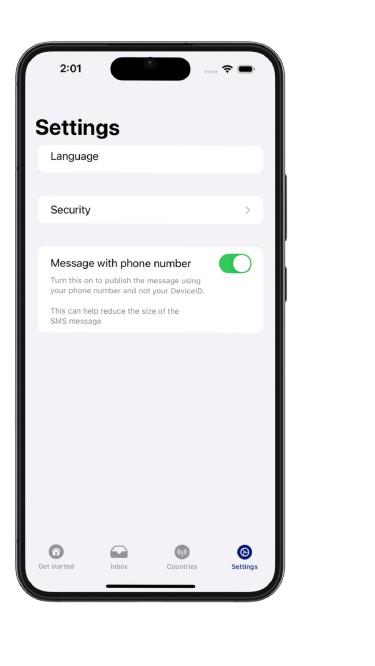 2:01
Settings
Language
Security
Message with phone number
Turn this on to publish the message using
your phone number and not your DeviceID.
This can help reduce the size of the
SMS message
Get started
Inbox
Countries
Settings